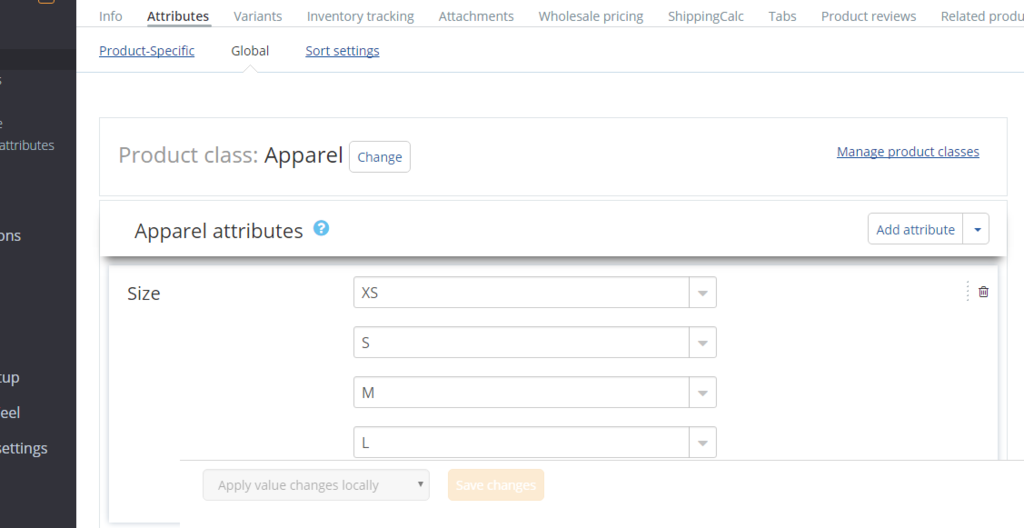 Info Attributes Variants Inventory tracking Attachments Wholesale pricing ShippingCalc Tabs Product reviews Related produ
Product-Specific Global Sort settings
attributes
Product class: Apparel Change Manage product classes
ons
Apparel attributes ? Add attribute
Size XS
S
tup
M
eel
L
settings
Apply value changes locally Save changes